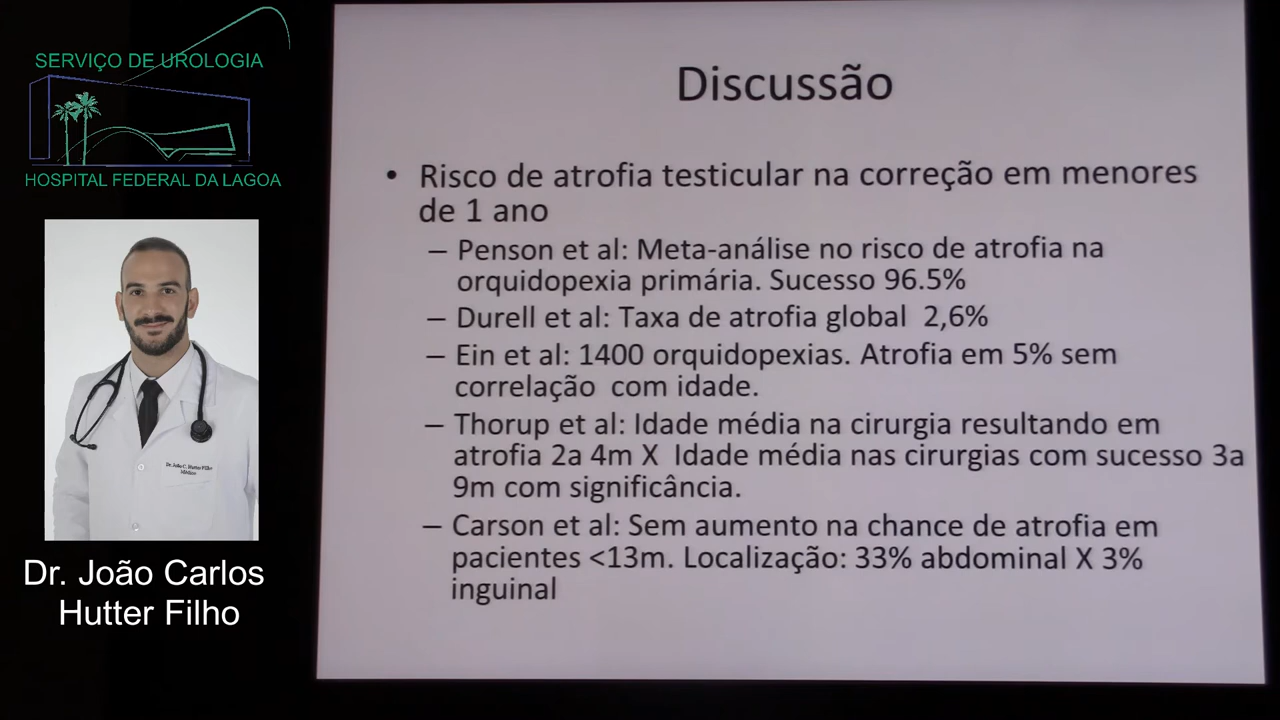 SERVIÇO DE UROLOGIA
HOSPITAL FEDERAL DA LAGOA
Dr. João C. Hutter Filho
Médico
Dr. João Carlos
Hutter Filho
Discussão
• Risco de atrofia testicular na correção em menores
de 1 ano
– Penson et al: Meta-análise no risco de atrofia na
orquidopexia primária. Sucesso 96.5%
– Durell et al: Taxa de atrofia global 2,6%
– Ein et al: 1400 orquidopexias. Atrofia em 5% sem
correlação com idade.
– Thorup et al: Idade média na cirurgia resultando em
atrofia 2a 4m X Idade média nas cirurgias com sucesso 3a
9m com significância.
– Carson et al: Sem aumento na chance de atrofia em
pacientes <13m. Localização: 33% abdominal X 3%
inguinal